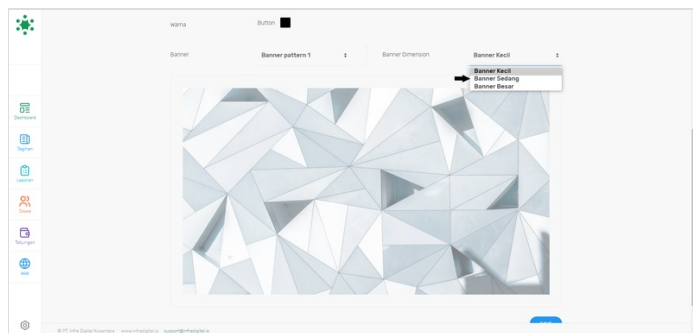 Warna
Button
Banner
Banner pattern 1
Banner Dimension
Banner Kecil
Banner Kecil
Banner Sedang
Banner Besar
Dashboard
Tagihan
Laporan
Siswa
Tabungan
Web
© PT. Infra Digital Nusantara www.infradigital.io support@infradigital.io